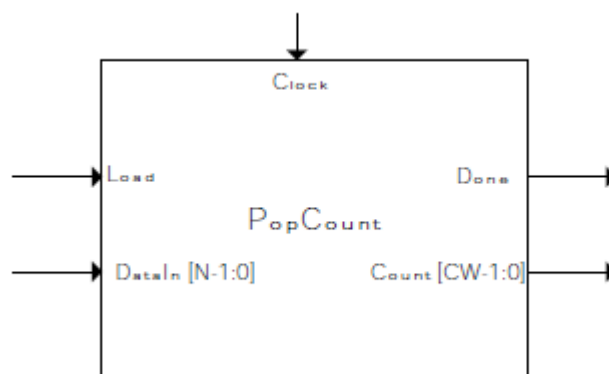 Clock
Load
Done
PopCount
DataIn [N-1:0]
Count [CW-1:0]